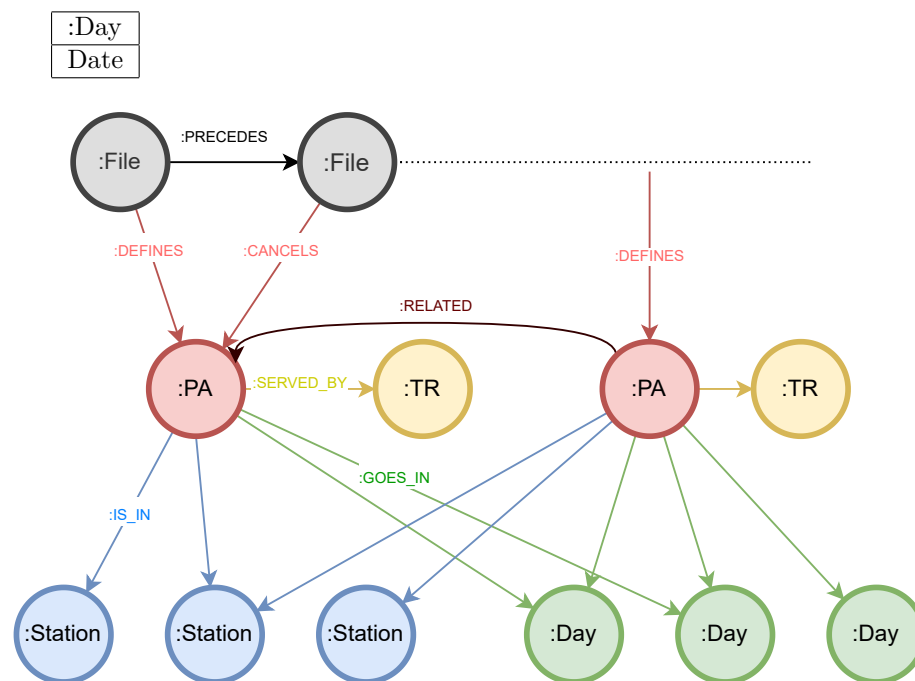 :Day
Date
:PRECEDES
:File
:File
:DEFINES
:CANCELS
:DEFINES
:RELATED
:PA
:SERVED_BY
:TR
:PA
:TR
:GOES_IN
:IS_IN
:Station
:Station
:Station
:Day
:Day
:Day